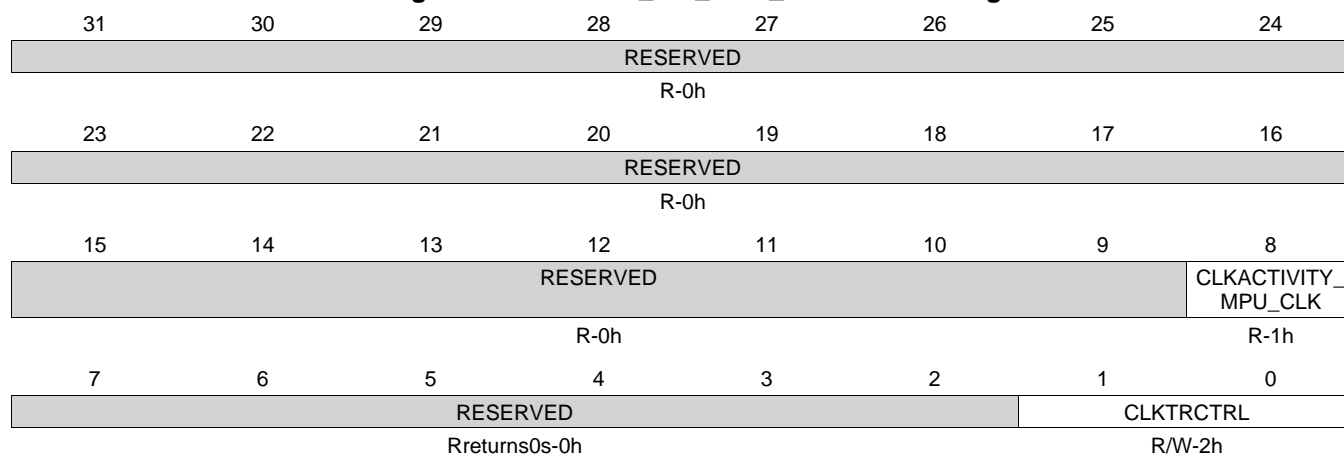 31 30 29 28 27 26 25 24
RESERVED
R-0h
23 22 21 20 19 18 17 16
RESERVED
R-0h
15 14 13 12 11 10 9 8
RESERVED CLKACTIVITY_
MPU_CLK
R-0h R-1h
7 6 5 4 3 2 1 0
RESERVED CLKTRCTRL
Rreturns0s-0h R/W-2h